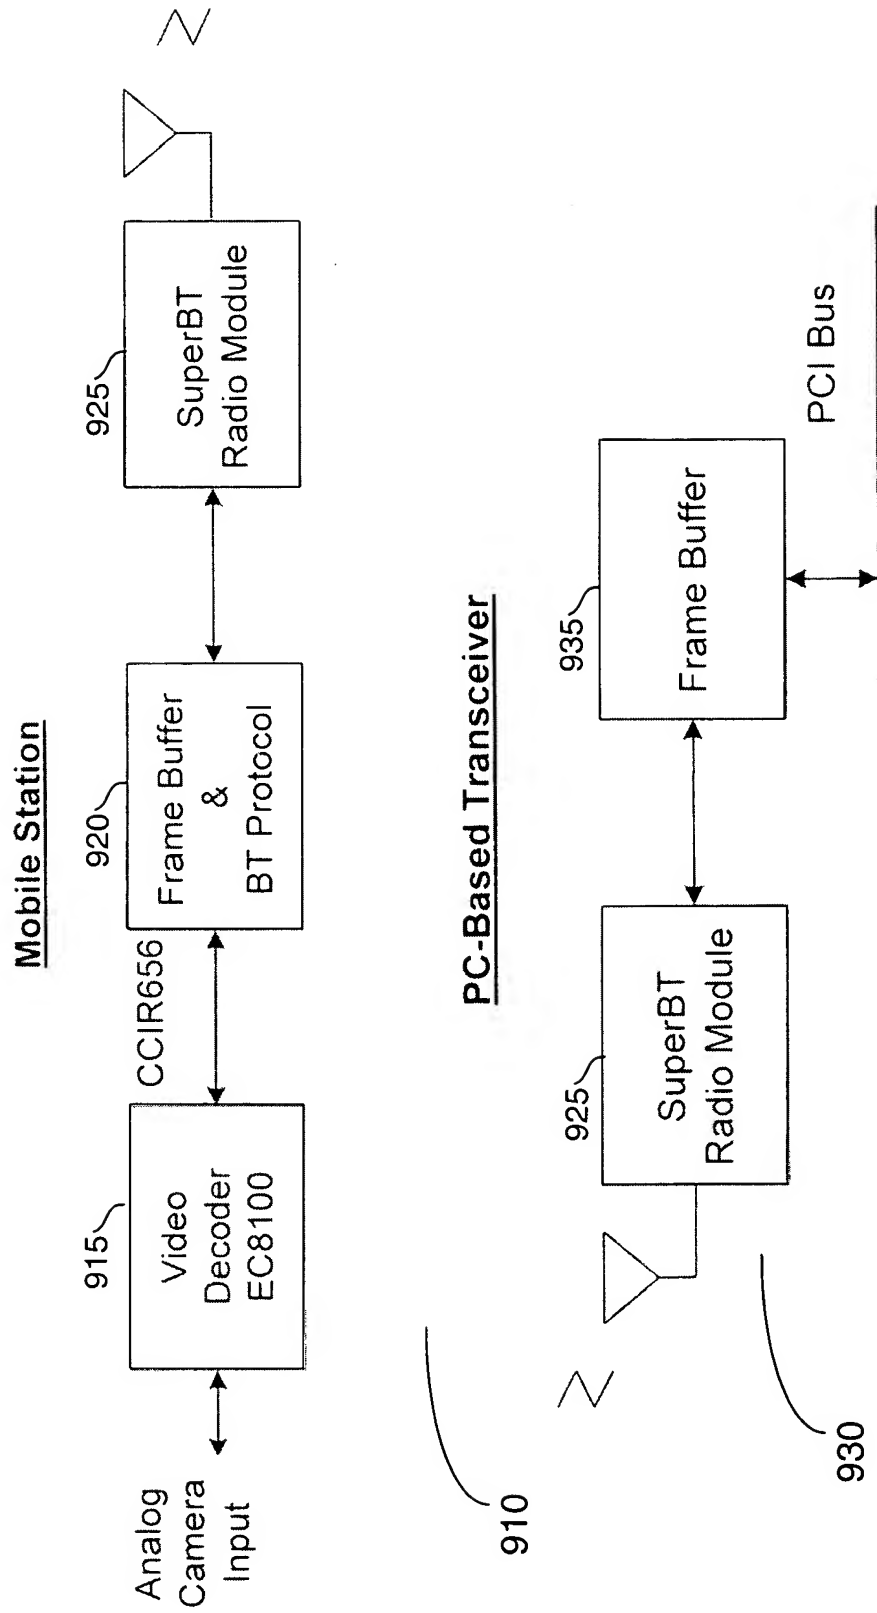 Mobile Station
Analog
Camera
Input
915
Video
Decoder
EC8100
CCIR656
920
Frame Buffer
&
BT Protocol
925
SuperBT
Radio Module
910
PC-Based Transceiver
925
SuperBT
Radio Module
935
Frame Buffer
PCI Bus
930